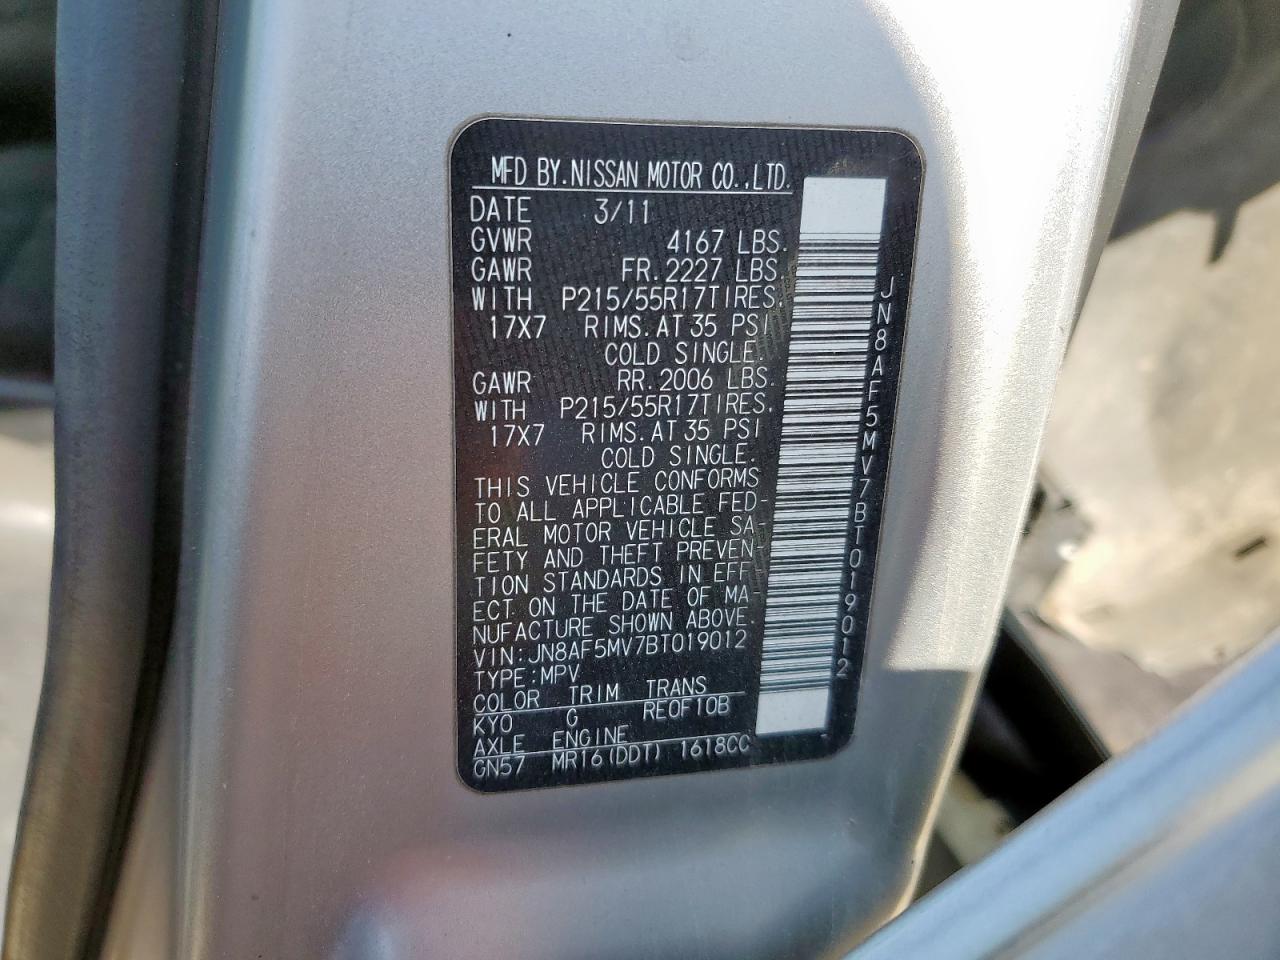 MFD BY.NISSAN MOTOR CO.,LTD.
DATE 3/11
GVWR 4167 LBS.
GAWR FR.2227 LBS.
WITH P215/55R17TIRES.
17X7 RIMS.AT 35 PSI
COLD SINGLE.
GAWR RR.2006 LBS.
WITH P215/55R17TIRES.
17X7 RIMS.AT 35 PSI
COLD SINGLE.
THIS VEHICLE CONFORMS
TO ALL APPLICABLE FED-
ERAL MOTOR VEHICLE SA-
FETY AND THEFT PREVEN-
TION STANDARDS IN EFF
ECT ON THE DATE OF MA-
NUFACTURE SHOWN ABOVE.
VIN:JN8AF5MV7BT019012
TYPE:MPV
COLOR TRIM TRANS
KYO G REOF10B
AXLE ENGINE
GN57 MR16(DDT) 1618CC
JN8AF5MV7BT019012